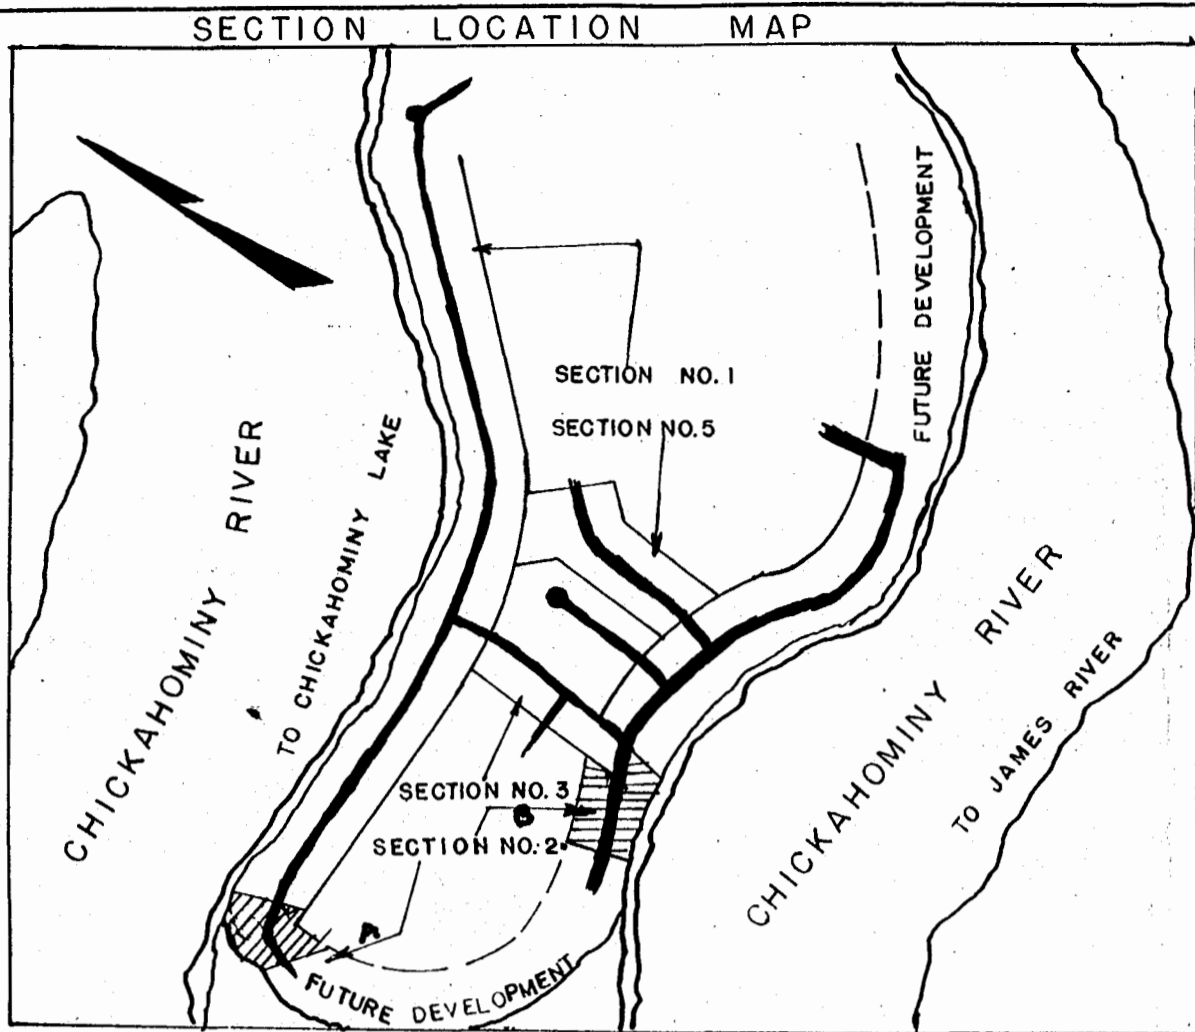 SECTION LOCATION MAP
FUTURE DEVELOPMENT
SECTION NO. 1
SECTION NO. 5
CHICKAHOMINY RIVER
TO CHICKAHOMINY LAKE
CHICKAHOMINY RIVER
TO JAMES RIVER
SECTION NO. 3
B
SECTION NO. 2
A
FUTURE DEVELOPMENT